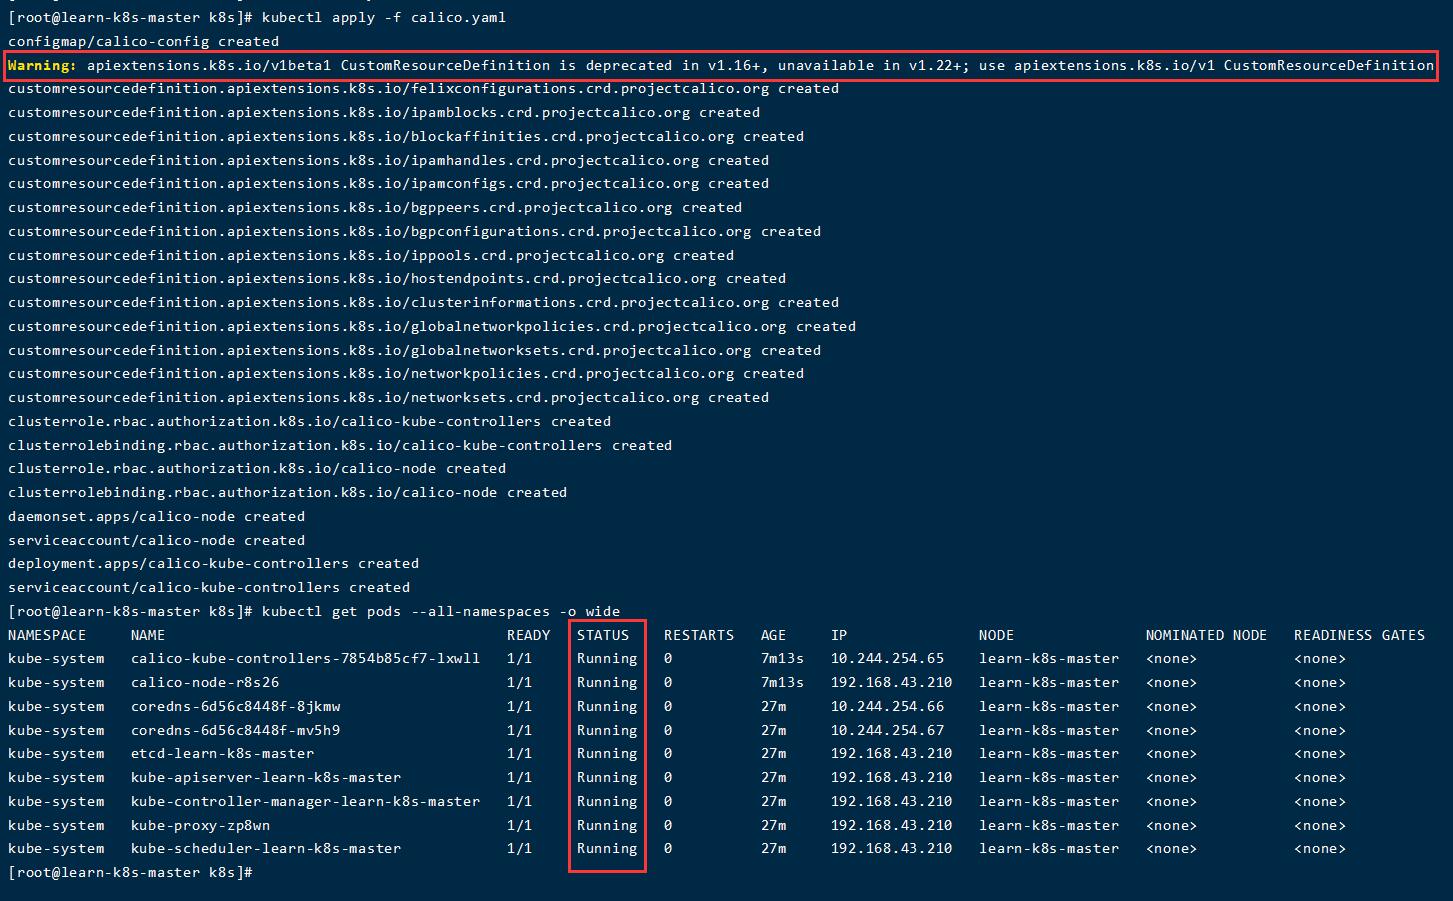 [root@learn-k8s-master k8s]# kubectl apply -f calico.yaml
configmap/calico-config created
Warning: apiextensions.k8s.io/v1beta1 CustomResourceDefinition is deprecated in v1.16+, unavailable in v1.22+; use apiextensions.k8s.io/v1 CustomResourceDefinition
customresourcedefinition.apiextensions.k8s.io/felixconfigurations.crd.projectcalico.org created
customresourcedefinition.apiextensions.k8s.io/ipamblocks.crd.projectcalico.org created
customresourcedefinition.apiextensions.k8s.io/blockaffinities.crd.projectcalico.org created
customresourcedefinition.apiextensions.k8s.io/ipamhandles.crd.projectcalico.org created
customresourcedefinition.apiextensions.k8s.io/ipamconfigs.crd.projectcalico.org created
customresourcedefinition.apiextensions.k8s.io/bgppeers.crd.projectcalico.org created
customresourcedefinition.apiextensions.k8s.io/bgpconfigurations.crd.projectcalico.org created
customresourcedefinition.apiextensions.k8s.io/ippools.crd.projectcalico.org created
customresourcedefinition.apiextensions.k8s.io/hostendpoints.crd.projectcalico.org created
customresourcedefinition.apiextensions.k8s.io/clusterinformations.crd.projectcalico.org created
customresourcedefinition.apiextensions.k8s.io/globalnetworkpolicies.crd.projectcalico.org created
customresourcedefinition.apiextensions.k8s.io/globalnetworksets.crd.projectcalico.org created
customresourcedefinition.apiextensions.k8s.io/networkpolicies.crd.projectcalico.org created
customresourcedefinition.apiextensions.k8s.io/networksets.crd.projectcalico.org created
clusterrole.rbac.authorization.k8s.io/calico-kube-controllers created
clusterrolebinding.rbac.authorization.k8s.io/calico-kube-controllers created
clusterrole.rbac.authorization.k8s.io/calico-node created
clusterrolebinding.rbac.authorization.k8s.io/calico-node created
daemonset.apps/calico-node created
serviceaccount/calico-node created
deployment.apps/calico-kube-controllers created
serviceaccount/calico-kube-controllers created
[root@learn-k8s-master k8s]# kubectl get pods --all-namespaces -o wide
NAMESPACE NAME READY STATUS RESTARTS AGE IP NODE NOMINATED NODE READINESS GATES
kube-system calico-kube-controllers-7854b85cf7-lxwll 1/1 Running 0 7m13s 10.244.254.65 learn-k8s-master <none> <none>
kube-system calico-node-r8s26 1/1 Running 0 7m13s 192.168.43.210 learn-k8s-master <none> <none>
kube-system coredns-6d56c8448f-8jkmw 1/1 Running 0 27m 10.244.254.66 learn-k8s-master <none> <none>
kube-system coredns-6d56c8448f-mv5h9 1/1 Running 0 27m 10.244.254.67 learn-k8s-master <none> <none>
kube-system etcd-learn-k8s-master 1/1 Running 0 27m 192.168.43.210 learn-k8s-master <none> <none>
kube-system kube-apiserver-learn-k8s-master 1/1 Running 0 27m 192.168.43.210 learn-k8s-master <none> <none>
kube-system kube-controller-manager-learn-k8s-master 1/1 Running 0 27m 192.168.43.210 learn-k8s-master <none> <none>
kube-system kube-proxy-zp8wn 1/1 Running 0 27m 192.168.43.210 learn-k8s-master <none> <none>
kube-system kube-scheduler-learn-k8s-master 1/1 Running 0 27m 192.168.43.210 learn-k8s-master <none> <none>
[root@learn-k8s-master k8s]#